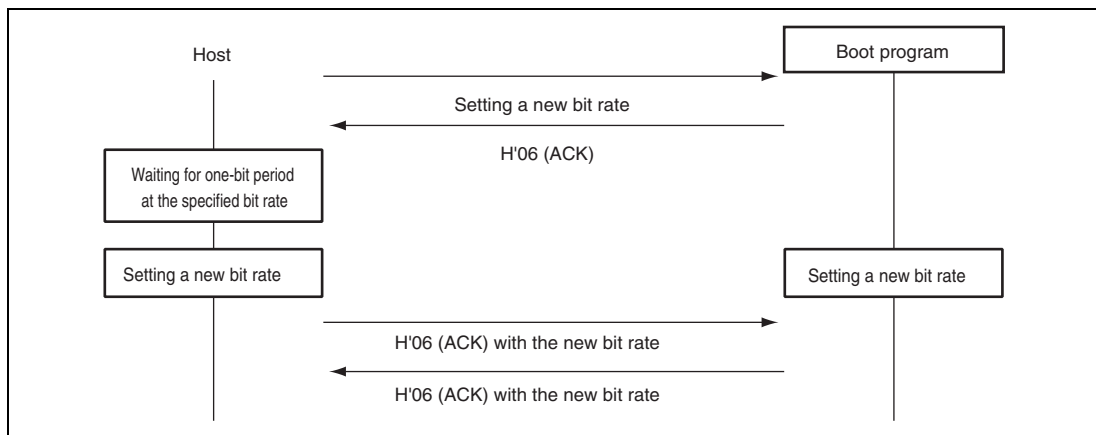 Host
Boot program
Setting a new bit rate
H'06 (ACK)
Waiting for one-bit period
at the specified bit rate
Setting a new bit rate
Setting a new bit rate
H'06 (ACK) with the new bit rate
H'06 (ACK) with the new bit rate